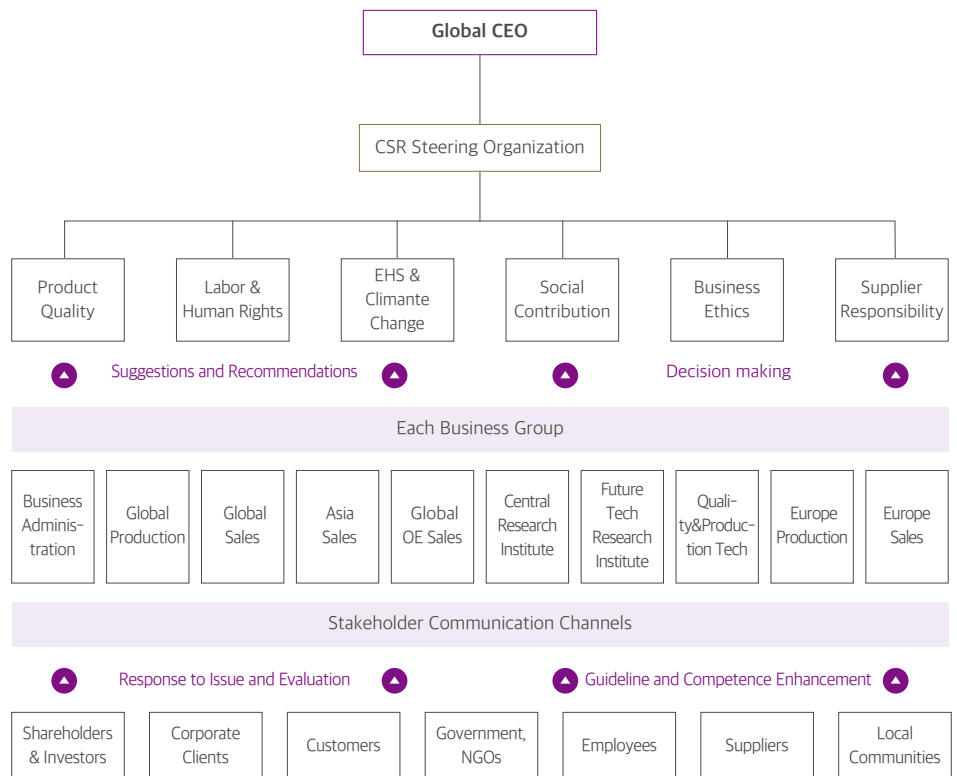 Global CEO
CSR Steering Organization
Product
Quality
Labor &
Human Rights
EHS &
Climante
Change
Social
Contribution
Business
Ethics
Supplier
Responsibility
Suggestions and Recommendations
Decision making
Each Business Group
Business
Adminis-
tration
Global
Production
Global
Sales
Asia
Sales
Global
OE Sales
Central
Research
Institute
Future
Tech
Research
Institute
Quali-
ty&Produc-
tion Tech
Europe
Production
Europe
Sales
Stakeholder Communication Channels
Response to Issue and Evaluation
Guideline and Competence Enhancement
Shareholders
& Investors
Corporate
Clients
Customers
Government,
NGOs
Employees
Suppliers
Local
Communities